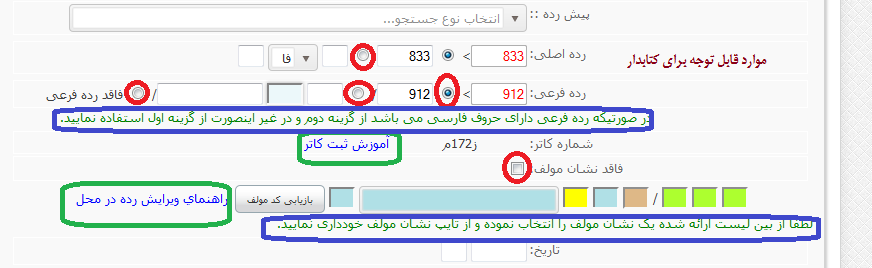 پیش رده :: انتخاب نوع جستجو...
رده اصلی: 833 > 833 فا
موارد قابل توجه برای کتابدار
رده فرعی: 912 > 912 / / فاقد رده فرعی
در صورتیکه رده فرعی دارای حروف فارسی می باشد از گزینه دوم و در غیر اینصورت از گزینه اول استفاده نمایید.
شماره کاتر: ز172م آموزش ثبت کاتر
فاقد نشان مولف:
/ بازیابی کد مولف راهنمای ویرایش رده در محل
لطفا از بین لیست ارائه شده یک نشان مولف را انتخاب نموده و از تایپ نشان مولف خودداری نمایید.
تاریخ: